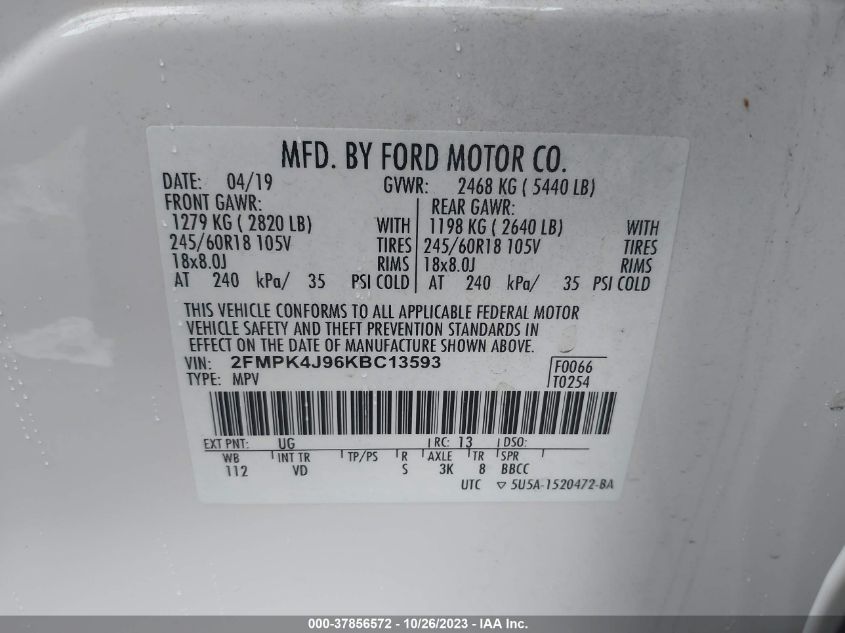 MFD. BY FORD MOTOR CO.
DATE: 04/19 GVWR: 2468 KG ( 5440 LB)
FRONT GAWR: REAR GAWR:
1279 KG ( 2820 LB) WITH 1198 KG ( 2640 LB) WITH
245/60R18 105V TIRES 245/60R18 105V TIRES
18x8.0J RIMS 18x8.0J RIMS
AT 240 kPa/ 35 PSI COLD AT 240 kPa/ 35 PSI COLD
THIS VEHICLE CONFORMS TO ALL APPLICABLE FEDERAL MOTOR
VEHICLE SAFETY AND THEFT PREVENTION STANDARDS IN
EFFECT ON THE DATE OF MANUFACTURE SHOWN ABOVE.
VIN: 2FMPK4J96KBC13593 F0066
TYPE: MPV T0254
EXT PNT: UG RC: 13 DSO:
WB INT TR TP/PS R AXLE TR SPR
112 VD S 3K 8 BBCC
UTC ▽ 5U5A-1520472-BA
000-37856572 | 10/26/2023 | IAA Inc.